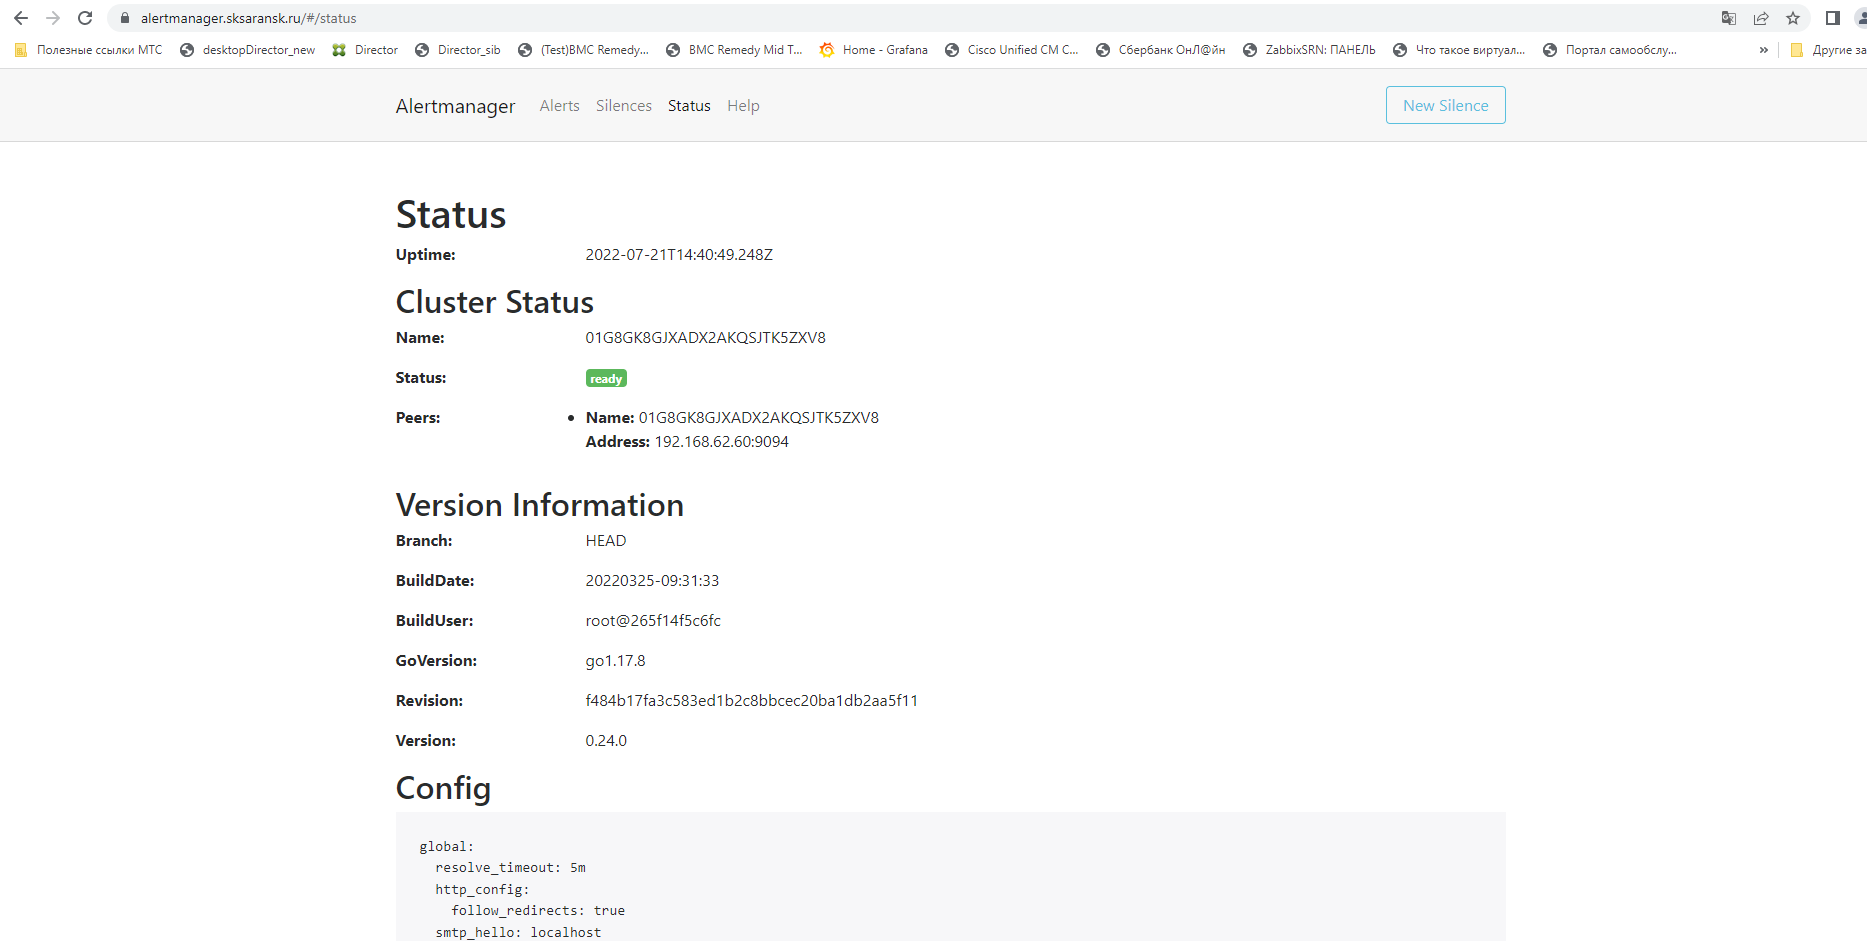 alertmanager.sksaransk.ru/#/status
Полезные ссылки МТС desktopDirector_new Director Director_sib (Test)BMC Remedy... BMC Remedy Mid T... Home - Grafana Cisco Unified CM C... Сбербанк ОнЛ@йн ZabbixSRN: ПАНЕЛЬ Что такое виртуал... Портал самообслу... » Другие за
Alertmanager Alerts Silences Status Help New Silence
Status
Uptime: 2022-07-21T14:40:49.248Z
Cluster Status
Name: 01G8GK8GJXADX2AKQSJTK5ZXV8
Status: ready
Peers: • Name: 01G8GK8GJXADX2AKQSJTK5ZXV8
Address: 192.168.62.60:9094
Version Information
Branch: HEAD
BuildDate: 20220325-09:31:33
BuildUser: root@265f14f5c6fc
GoVersion: go1.17.8
Revision: f484b17fa3c583ed1b2c8bbcec20ba1db2aa5f11
Version: 0.24.0
Config
global:
resolve_timeout: 5m
http_config:
follow_redirects: true
smtp_hello: localhost